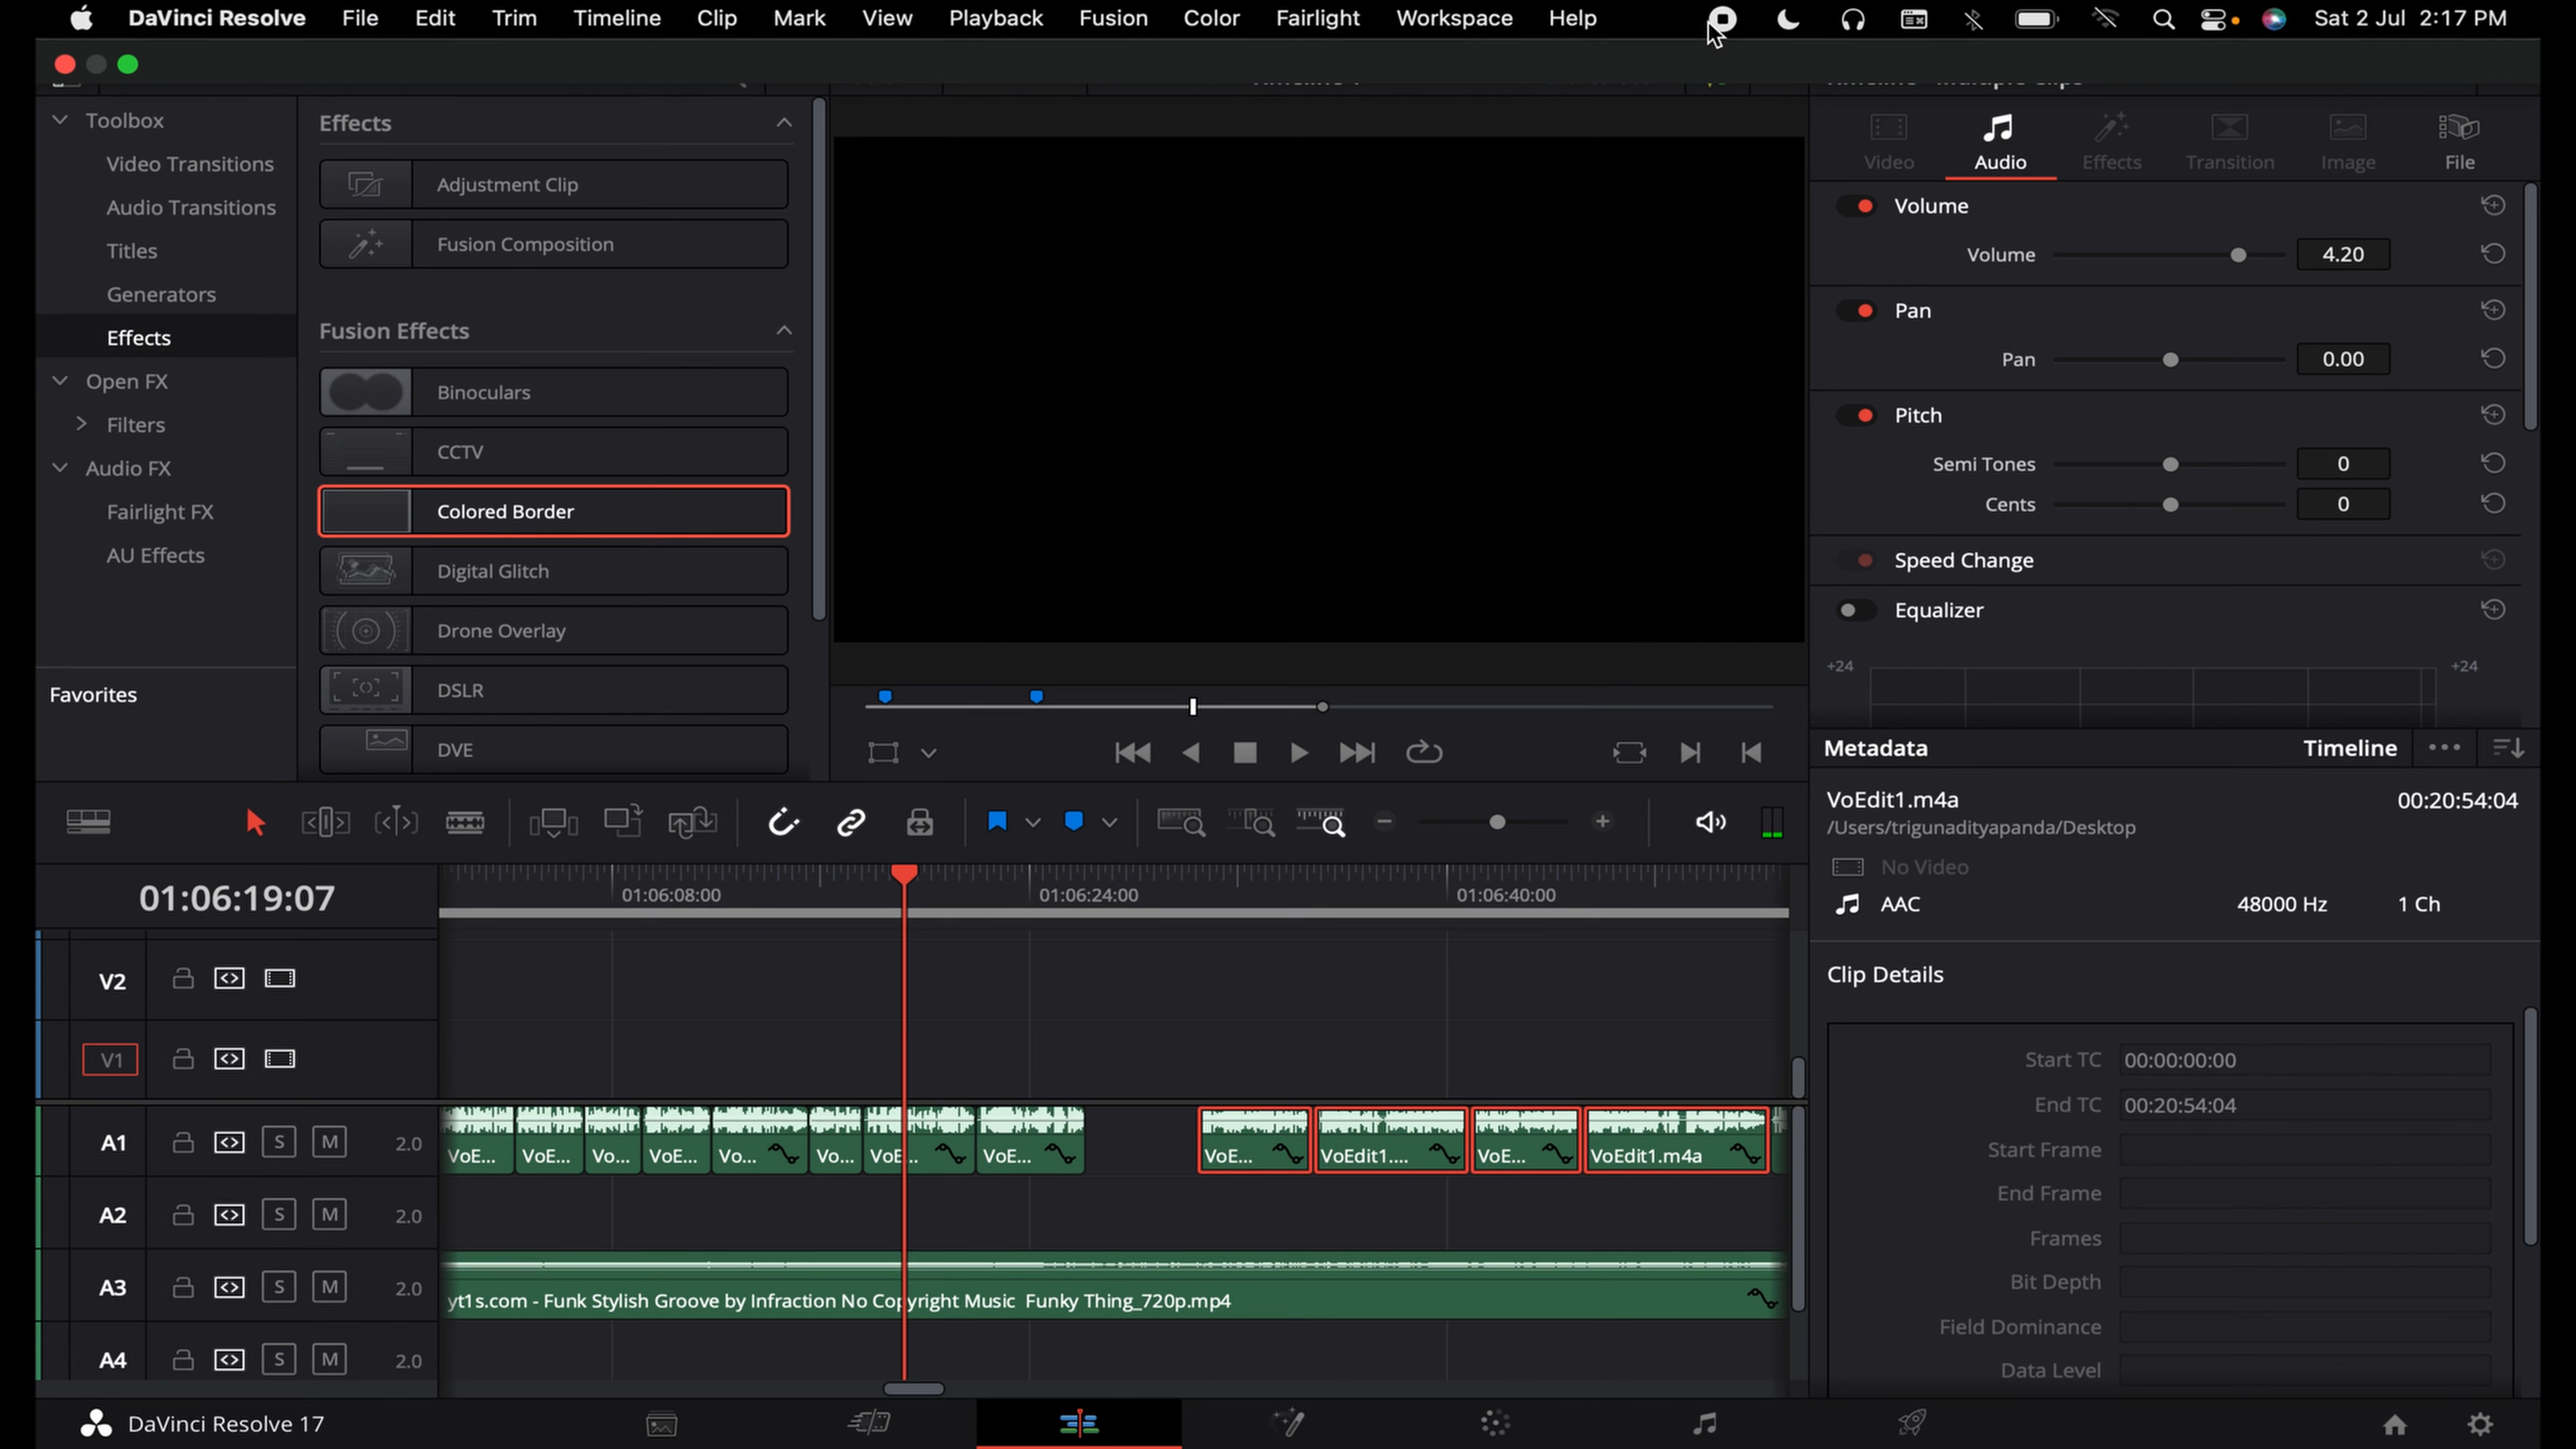 DaVinci Resolve File Edit Trim Timeline Clip Mark View Playback Fusion Color Fairlight Workspace Help Sat 2 Jul 2:17 PM
Toolbox
Video Transitions
Audio Transitions
Titles
Generators
Effects
Open FX
Filters
Audio FX
Fairlight FX
AU Effects
Favorites
Effects
Adjustment Clip
Fusion Composition
Fusion Effects
Binoculars
CCTV
Colored Border
Digital Glitch
Drone Overlay
DSLR
DVE
Video Audio Effects Transition Image File
Volume
Volume 4.20
Pan
Pan 0.00
Pitch
Semi Tones 0
Cents 0
Speed Change
Equalizer
+24 +24
Metadata Timeline
VoEdit1.m4a 00:20:54:04
/Users/trigunadityapanda/Desktop
No Video
AAC 48000 Hz 1 Ch
Clip Details
Start TC 00:00:00:00
End TC 00:20:54:04
Start Frame
End Frame
Frames
Bit Depth
Field Dominance
Data Level
01:06:19:07 01:06:08:00 01:06:24:00 01:06:40:00
V2
V1
A1 S M 2.0 VoE... VoE... Vo... VoE... Vo... Vo... VoE... VoE... VoE... VoEdit1.... VoE... VoEdit1.m4a
A2 S M 2.0
A3 S M 2.0 yt1s.com - Funk Stylish Groove by Infraction No Copyright Music Funky Thing_720p.mp4
A4 S M 2.0
DaVinci Resolve 17